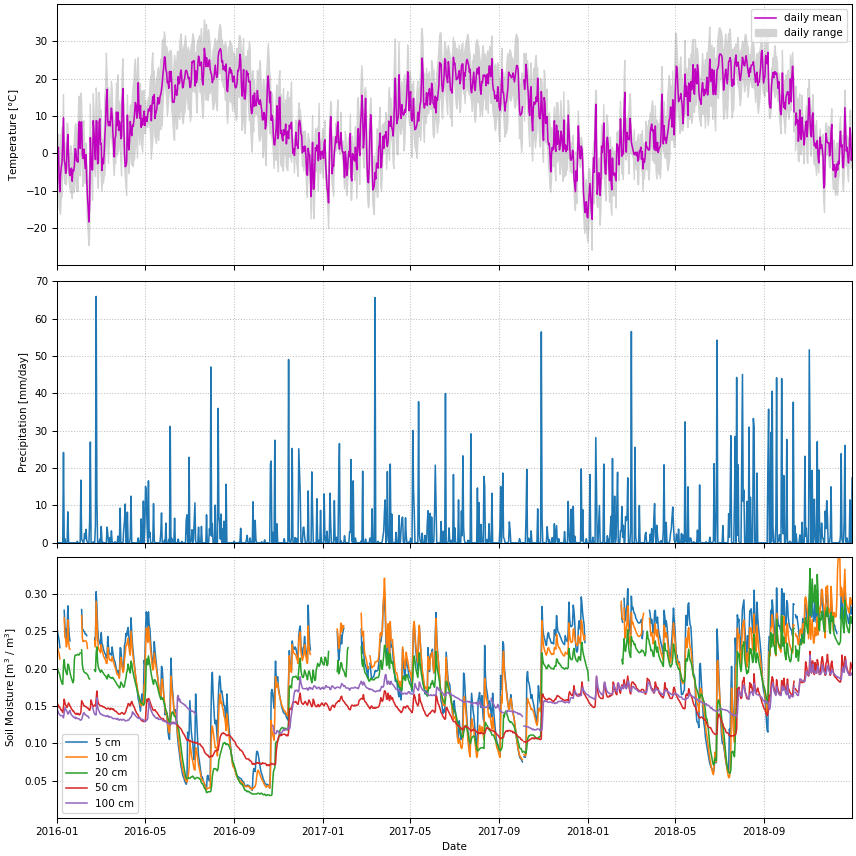 Temperature [°C]
30
20
10
0
−10
−20
daily mean
daily range
Precipitation [mm/day]
70
60
50
40
30
20
10
0
Soil Moisture [m³ / m³]
0.30
0.25
0.20
0.15
0.10
0.05
5 cm
10 cm
20 cm
50 cm
100 cm
2016-01 2016-05 2016-09 2017-01 2017-05 2017-09 2018-01 2018-05 2018-09
Date